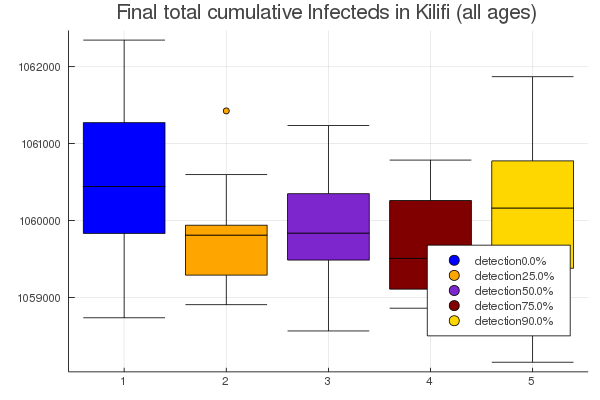 Final total cumulative Infecteds in Kilifi (all ages)
1062000
1061000
1060000
1059000
detection0.0%
detection25.0%
detection50.0%
detection75.0%
detection90.0%
1 2 3 4 5